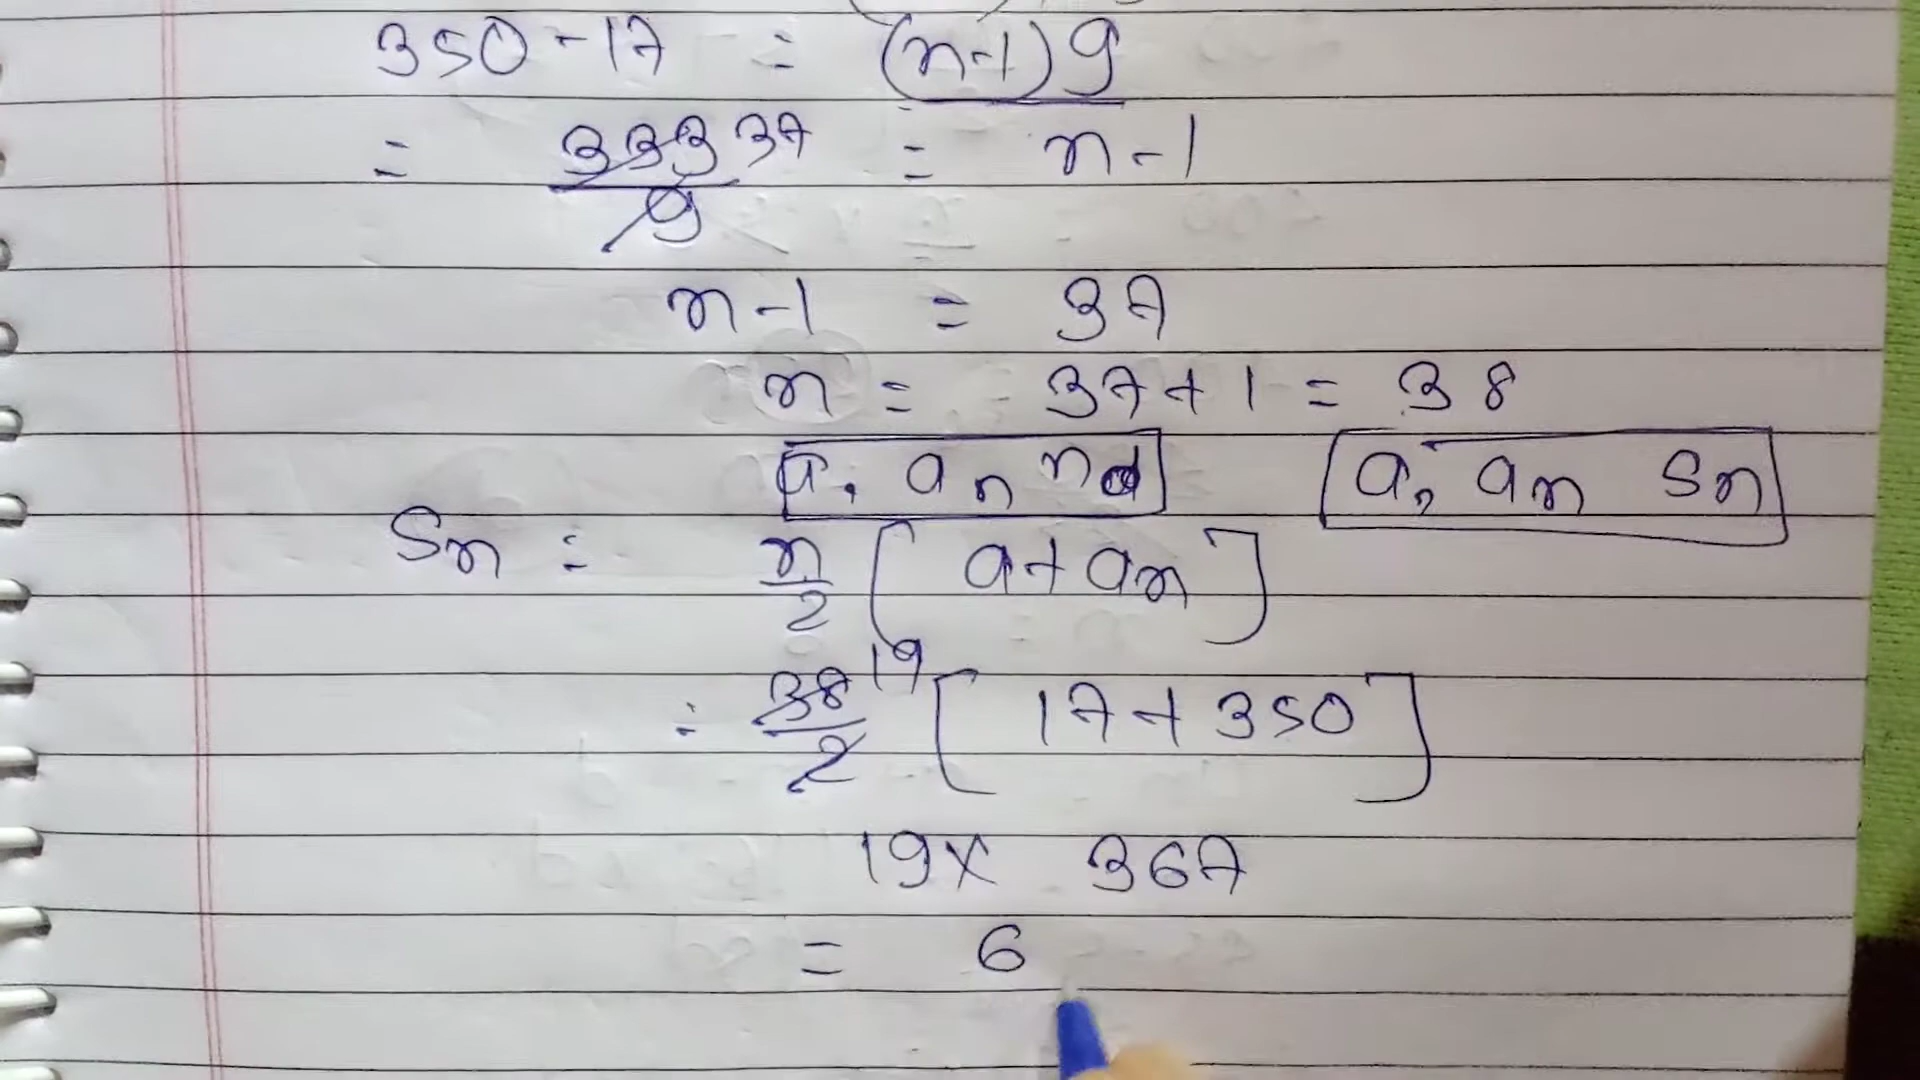 350 - 17 = (n-1) 9
= 333 37 / 9 = n - 1
n - 1 = 37
n = 37 + 1 = 38
a, an n d a, an Sn
Sn = n/2 [a + an]
= 38/2 19 [17 + 350]
19 x 367
= 6